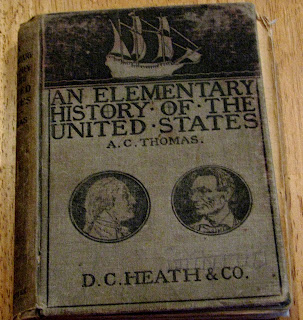 AN ELEMENTARY
HISTORY · OF · THE
UNITED · STATES
A. C. THOMAS.
D. C. HEATH & CO.